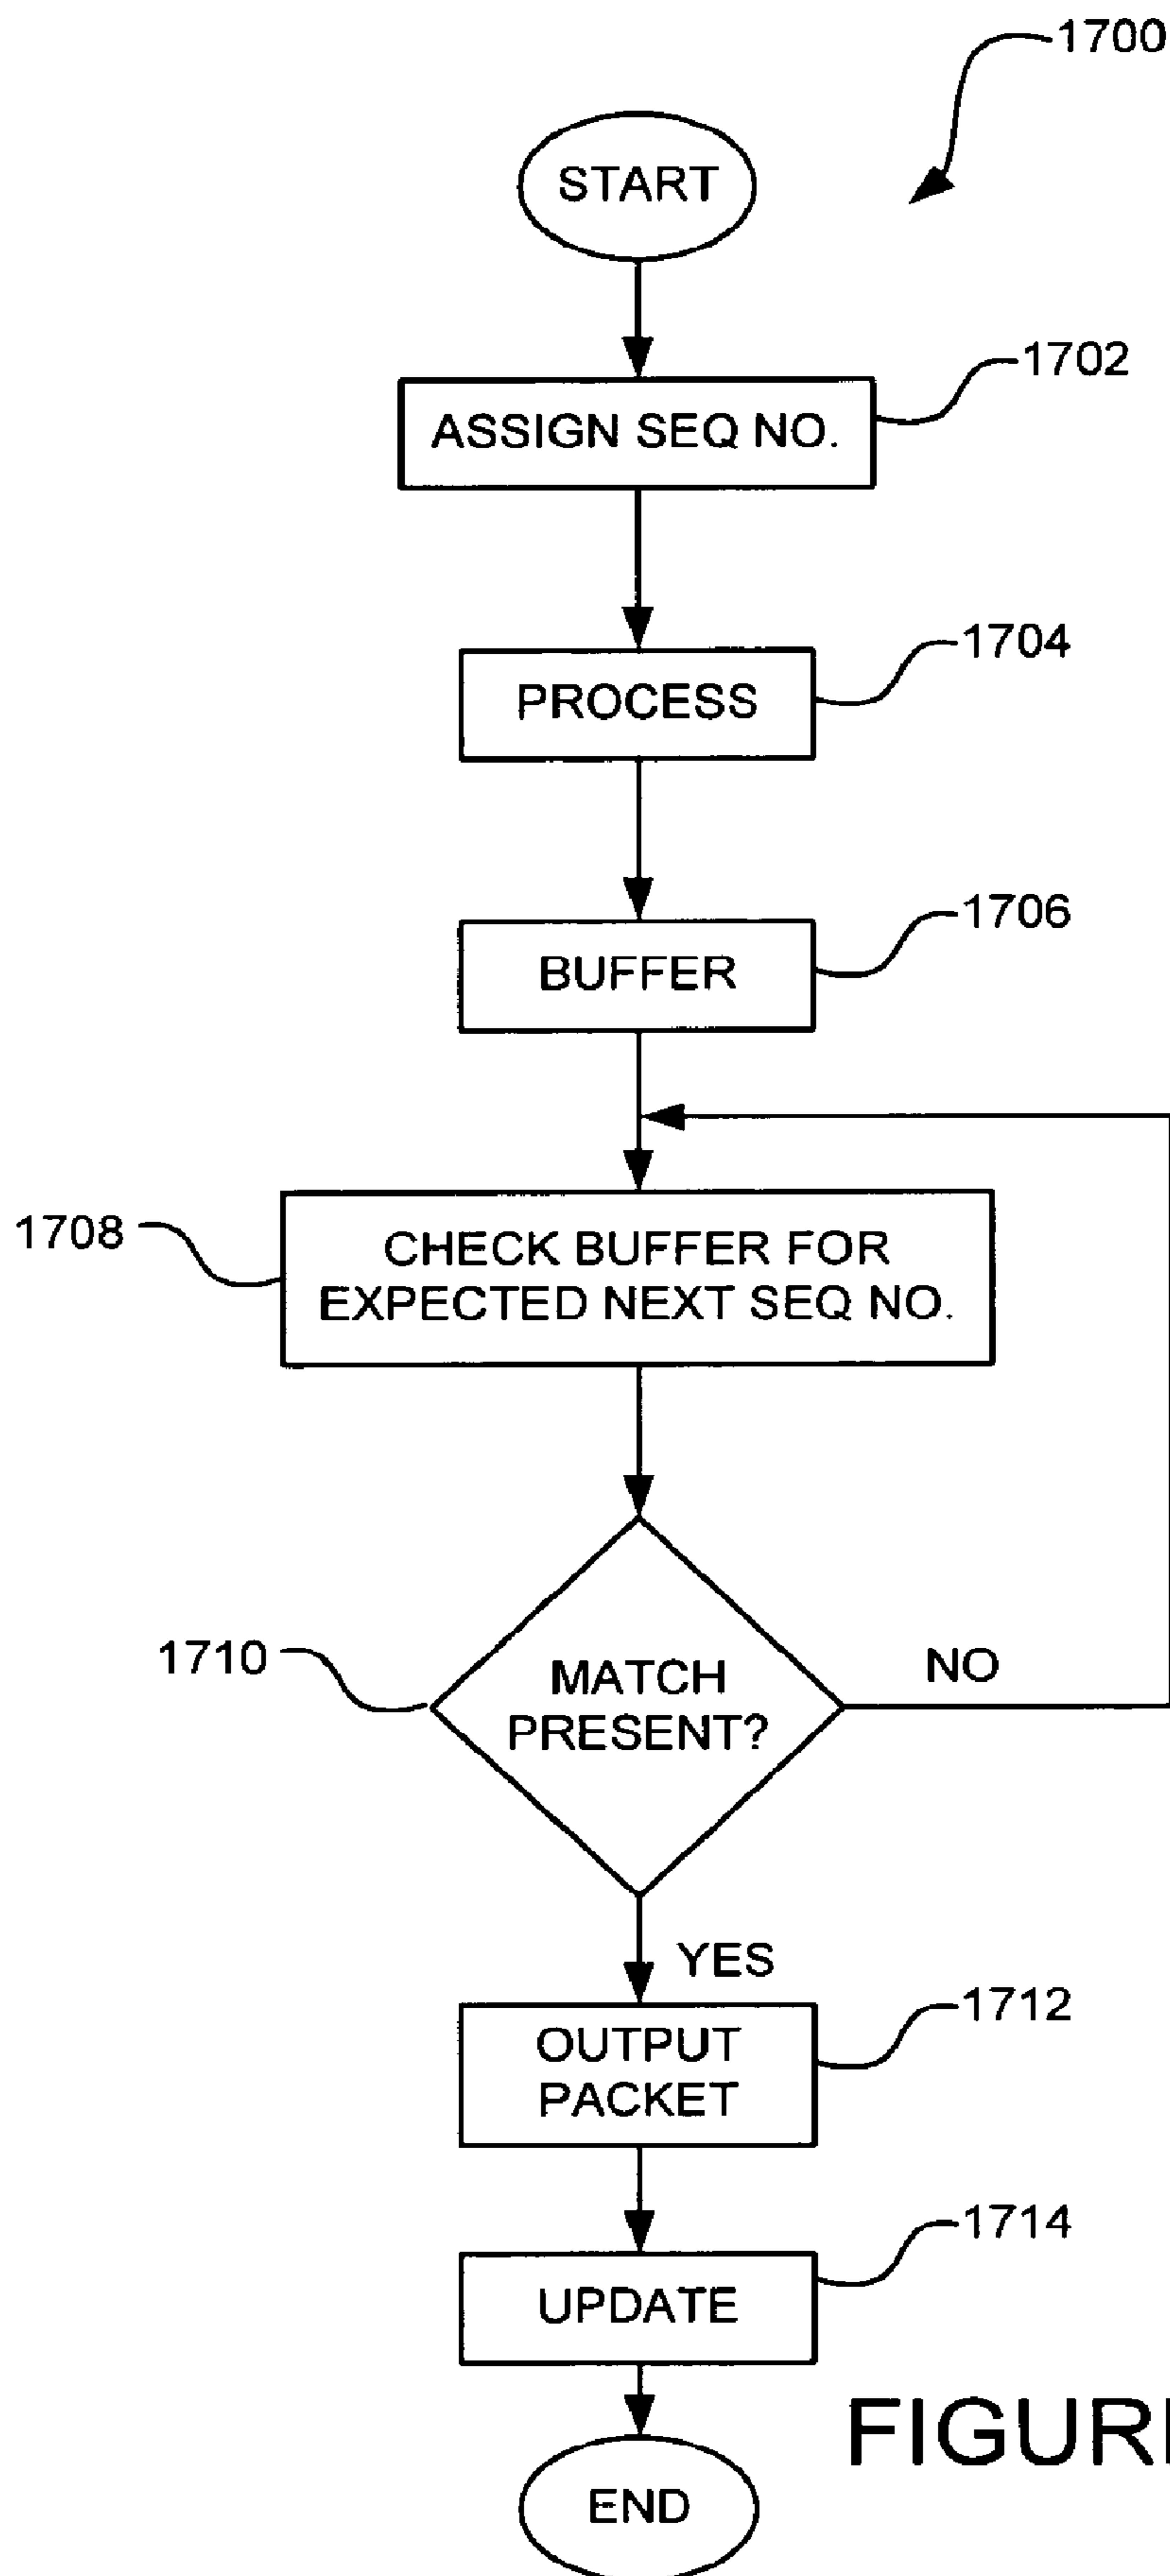 1700
START
1702
ASSIGN SEQ NO.
1704
PROCESS
1706
BUFFER
1708
CHECK BUFFER FOR
EXPECTED NEXT SEQ NO.
1710
MATCH
PRESENT?
NO
YES
1712
OUTPUT
PACKET
1714
UPDATE
END